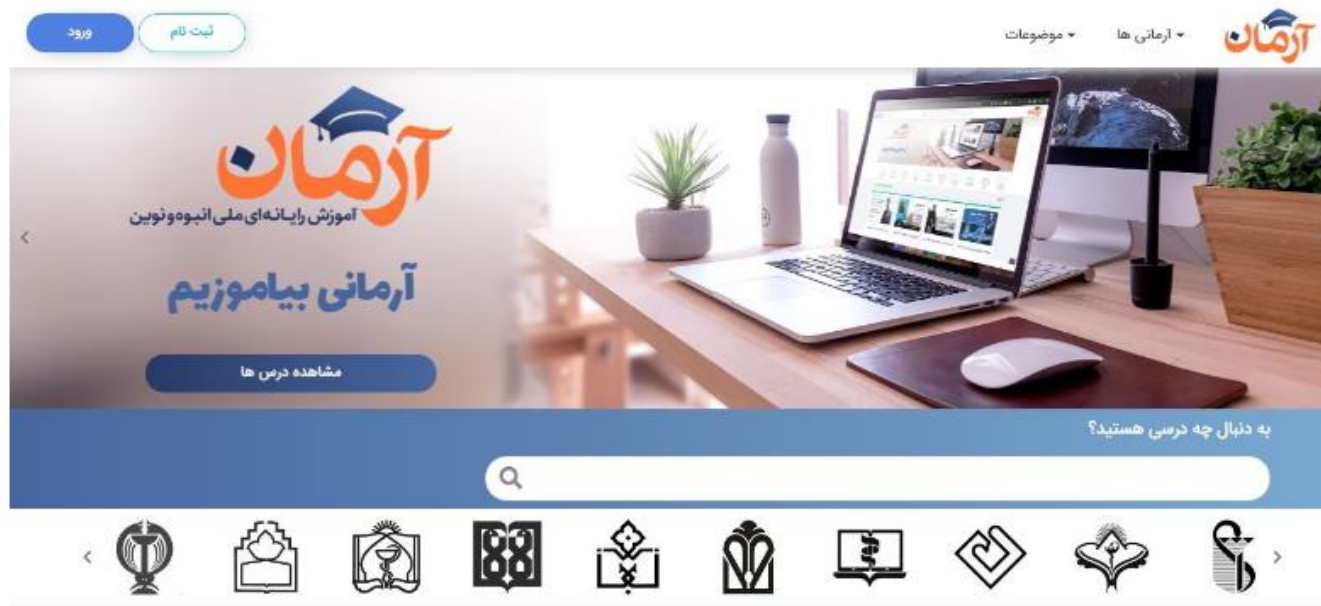 آرمان
آرمانی ها
موضوعات
ثبت نام
ورود
آرمان
آموزش رایانه‌ای ملی انبوه و نوین
آرمانی بیاموزیم
مشاهده درس ها
به دنبال چه درسی هستید؟